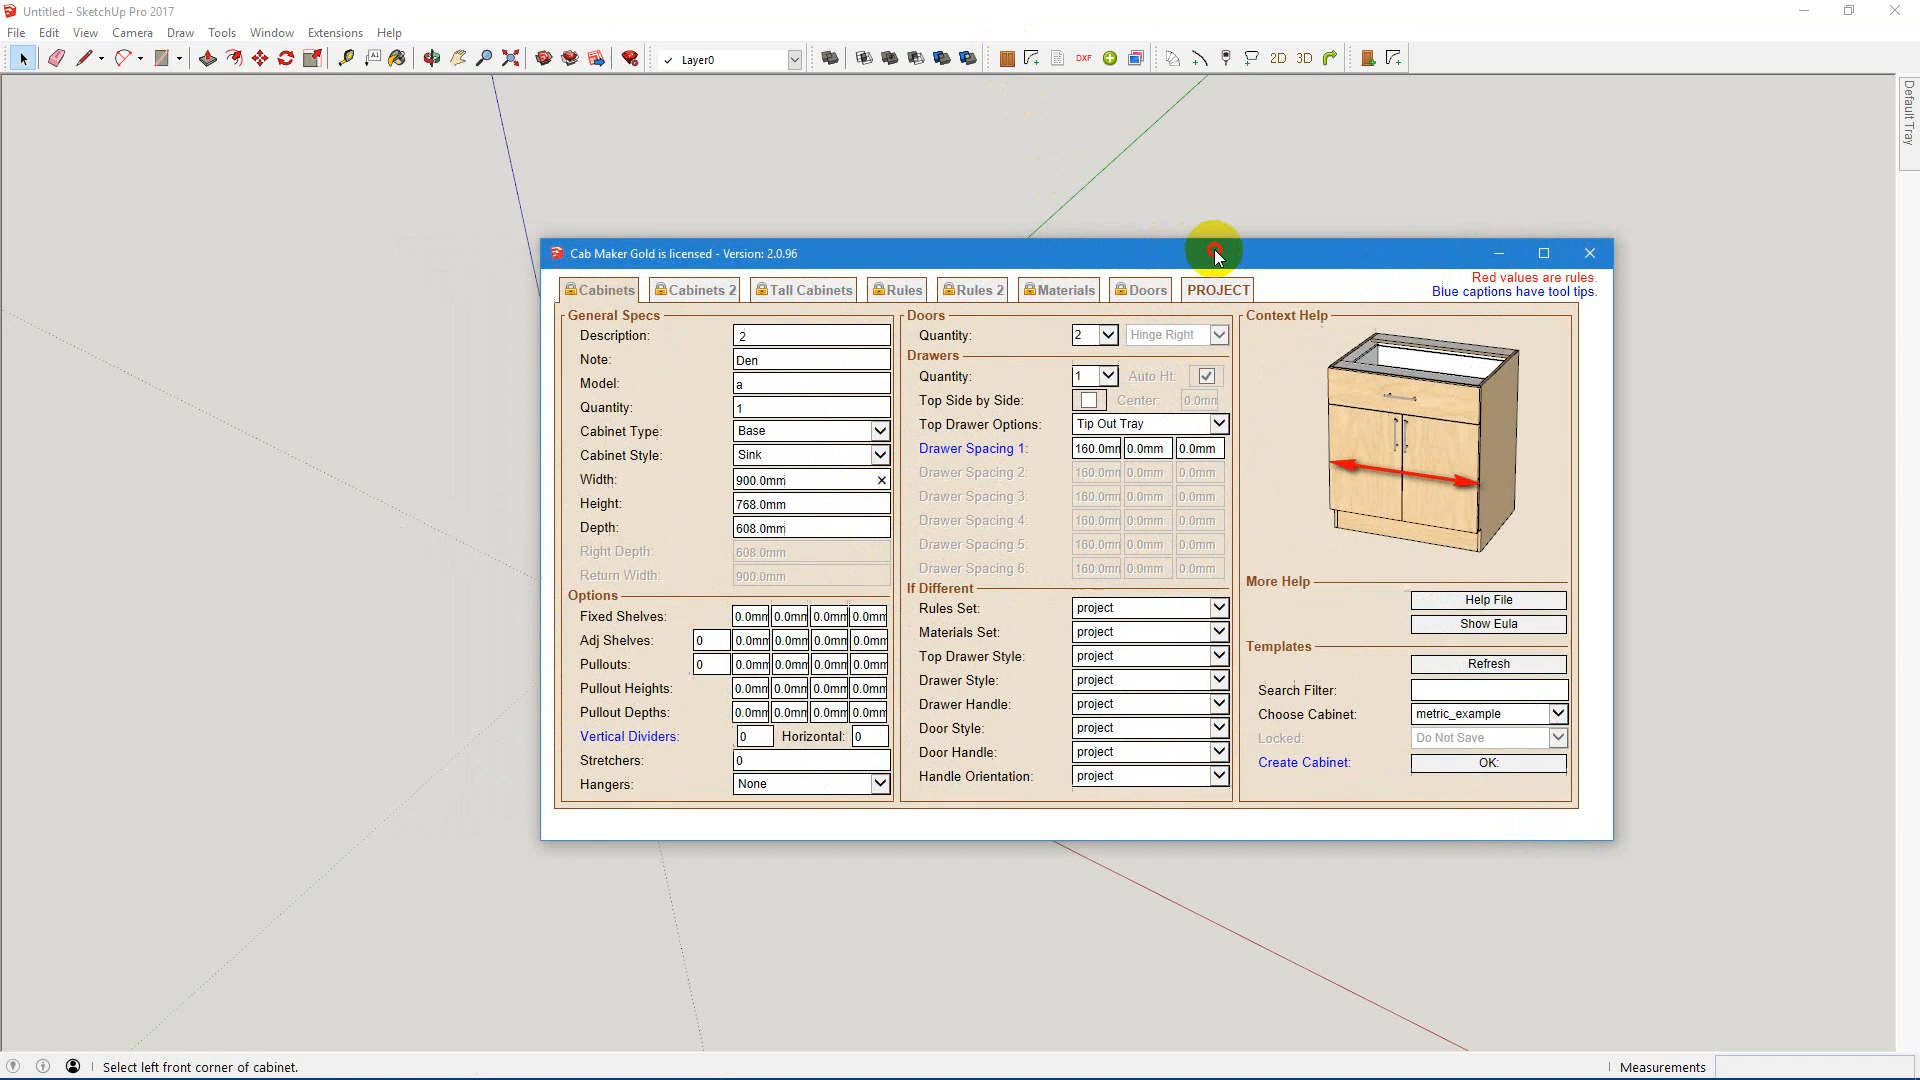 Untitled - SketchUp Pro 2017
File Edit View Camera Draw Tools Window Extensions Help
Layer0
DXF
2D 3D
Default Tray
Cab Maker Gold is licensed - Version: 2.0.96
Cabinets Cabinets 2 Tall Cabinets Rules Rules 2 Materials Doors PROJECT
Red values are rules.
Blue captions have tool tips.
General Specs
Description: 2
Note: Den
Model: a
Quantity: 1
Cabinet Type: Base
Cabinet Style: Sink
Width: 900.0mm
Height: 768.0mm
Depth: 608.0mm
Right Depth: 608.0mm
Return Width: 900.0mm
Options
Fixed Shelves: 0.0mm 0.0mm 0.0mm 0.0mm
Adj Shelves: 0 0.0mm 0.0mm 0.0mm 0.0mm
Pullouts: 0 0.0mm 0.0mm 0.0mm 0.0mm
Pullout Heights: 0.0mm 0.0mm 0.0mm 0.0mm
Pullout Depths: 0.0mm 0.0mm 0.0mm 0.0mm
Vertical Dividers: 0 Horizontal: 0
Stretchers: 0
Hangers: None
Doors
Quantity: 2 Hinge Right
Drawers
Quantity: 1 Auto Ht:
Top Side by Side: Center: 0.0mm
Top Drawer Options: Tip Out Tray
Drawer Spacing 1: 160.0mm 0.0mm 0.0mm
Drawer Spacing 2: 160.0mm 0.0mm 0.0mm
Drawer Spacing 3: 160.0mm 0.0mm 0.0mm
Drawer Spacing 4: 160.0mm 0.0mm 0.0mm
Drawer Spacing 5: 160.0mm 0.0mm 0.0mm
Drawer Spacing 6: 160.0mm 0.0mm 0.0mm
If Different
Rules Set: project
Materials Set: project
Top Drawer Style: project
Drawer Style: project
Drawer Handle: project
Door Style: project
Door Handle: project
Handle Orientation: project
Context Help
More Help
Help File
Show Eula
Templates
Refresh
Search Filter:
Choose Cabinet: metric_example
Locked: Do Not Save
Create Cabinet: OK:
Select left front corner of cabinet.
Measurements